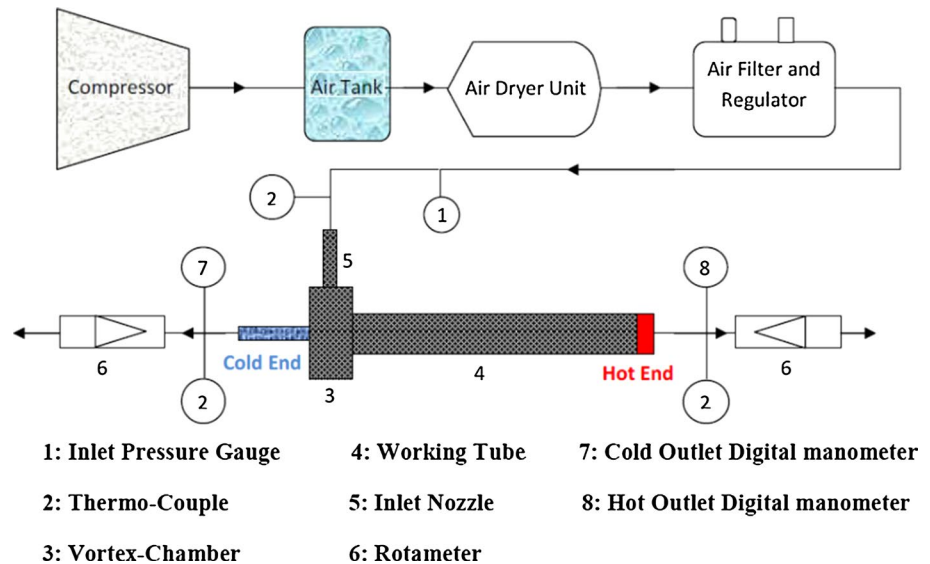 Compressor
Air Tank
Air Dryer Unit
Air Filter and
Regulator
2
1
5
7
8
6
Cold End
3
4
Hot End
6
2
2
1: Inlet Pressure Gauge
4: Working Tube
7: Cold Outlet Digital manometer
2: Thermo-Couple
5: Inlet Nozzle
8: Hot Outlet Digital manometer
3: Vortex-Chamber
6: Rotameter